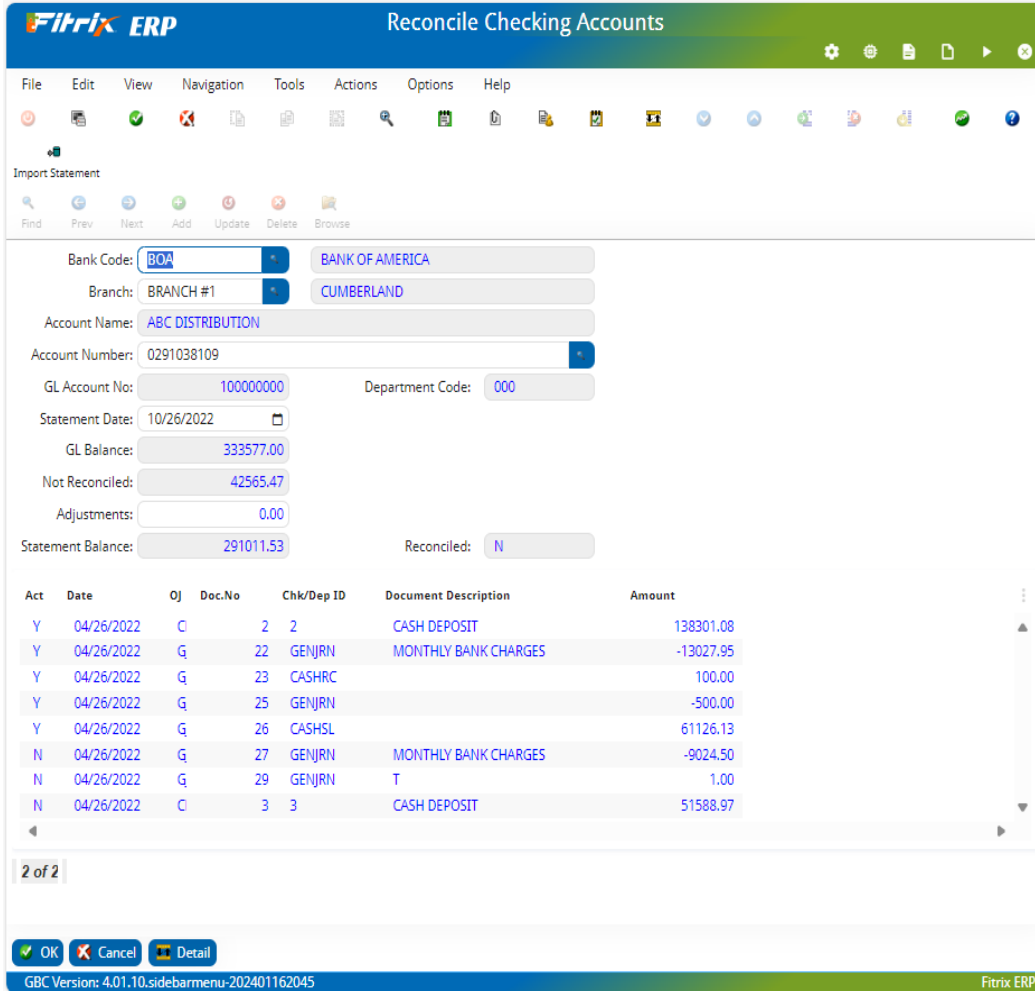 Fitrix ERP
Reconcile Checking Accounts
File Edit View Navigation Tools Actions Options Help
Import Statement
Find Prev Next Add Update Delete Browse
Bank Code: BOA BANK OF AMERICA
Branch: BRANCH #1 CUMBERLAND
Account Name: ABC DISTRIBUTION
Account Number: 0291038109
GL Account No: 100000000 Department Code: 000
Statement Date: 10/26/2022
GL Balance: 333577.00
Not Reconciled: 42565.47
Adjustments: 0.00
Statement Balance: 291011.53 Reconciled: N
Act Date OJ Doc.No Chk/Dep ID Document Description Amount
Y 04/26/2022 2 2 CASH DEPOSIT 138301.08
Y 04/26/2022 G 22 GENJRN MONTHLY BANK CHARGES -13027.95
Y 04/26/2022 G 23 CASHRC 100.00
Y 04/26/2022 G 25 GENJRN -500.00
Y 04/26/2022 G 26 CASHSL 61126.13
N 04/26/2022 G 27 GENJRN MONTHLY BANK CHARGES -9024.50
N 04/26/2022 G 29 GENJRN T 1.00
N 04/26/2022 3 3 CASH DEPOSIT 51588.97
2 of 2
OK Cancel Detail
GBC Version: 4.01.10.sidebarmenu-202401162045 Fitrix ERP